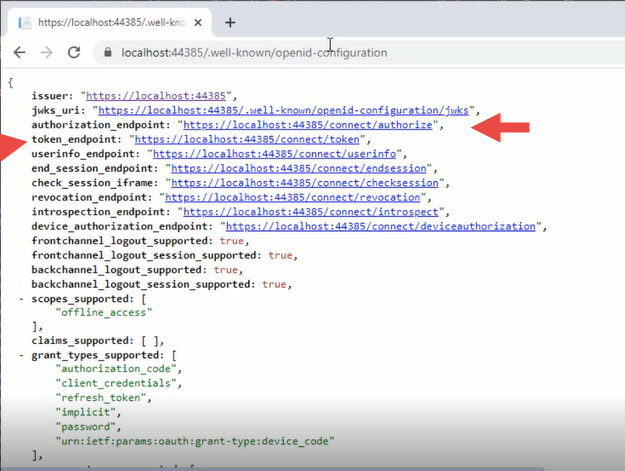 https://localhost:44385/.well-kno
localhost:44385/.well-known/openid-configuration
{
issuer: "https://localhost:44385",
jwks_uri: "https://localhost:44385/.well-known/openid-configuration/jwks",
authorization_endpoint: "https://localhost:44385/connect/authorize",
token_endpoint: "https://localhost:44385/connect/token",
userinfo_endpoint: "https://localhost:44385/connect/userinfo",
end_session_endpoint: "https://localhost:44385/connect/endsession",
check_session_iframe: "https://localhost:44385/connect/checksession",
revocation_endpoint: "https://localhost:44385/connect/revocation",
introspection_endpoint: "https://localhost:44385/connect/introspect",
device_authorization_endpoint: "https://localhost:44385/connect/deviceauthorization",
frontchannel_logout_supported: true,
frontchannel_logout_session_supported: true,
backchannel_logout_supported: true,
backchannel_logout_session_supported: true,
- scopes_supported: [
"offline_access"
],
claims_supported: [ ],
- grant_types_supported: [
"authorization_code",
"client_credentials",
"refresh_token",
"implicit",
"password",
"urn:ietf:params:oauth:grant-type:device_code"
],